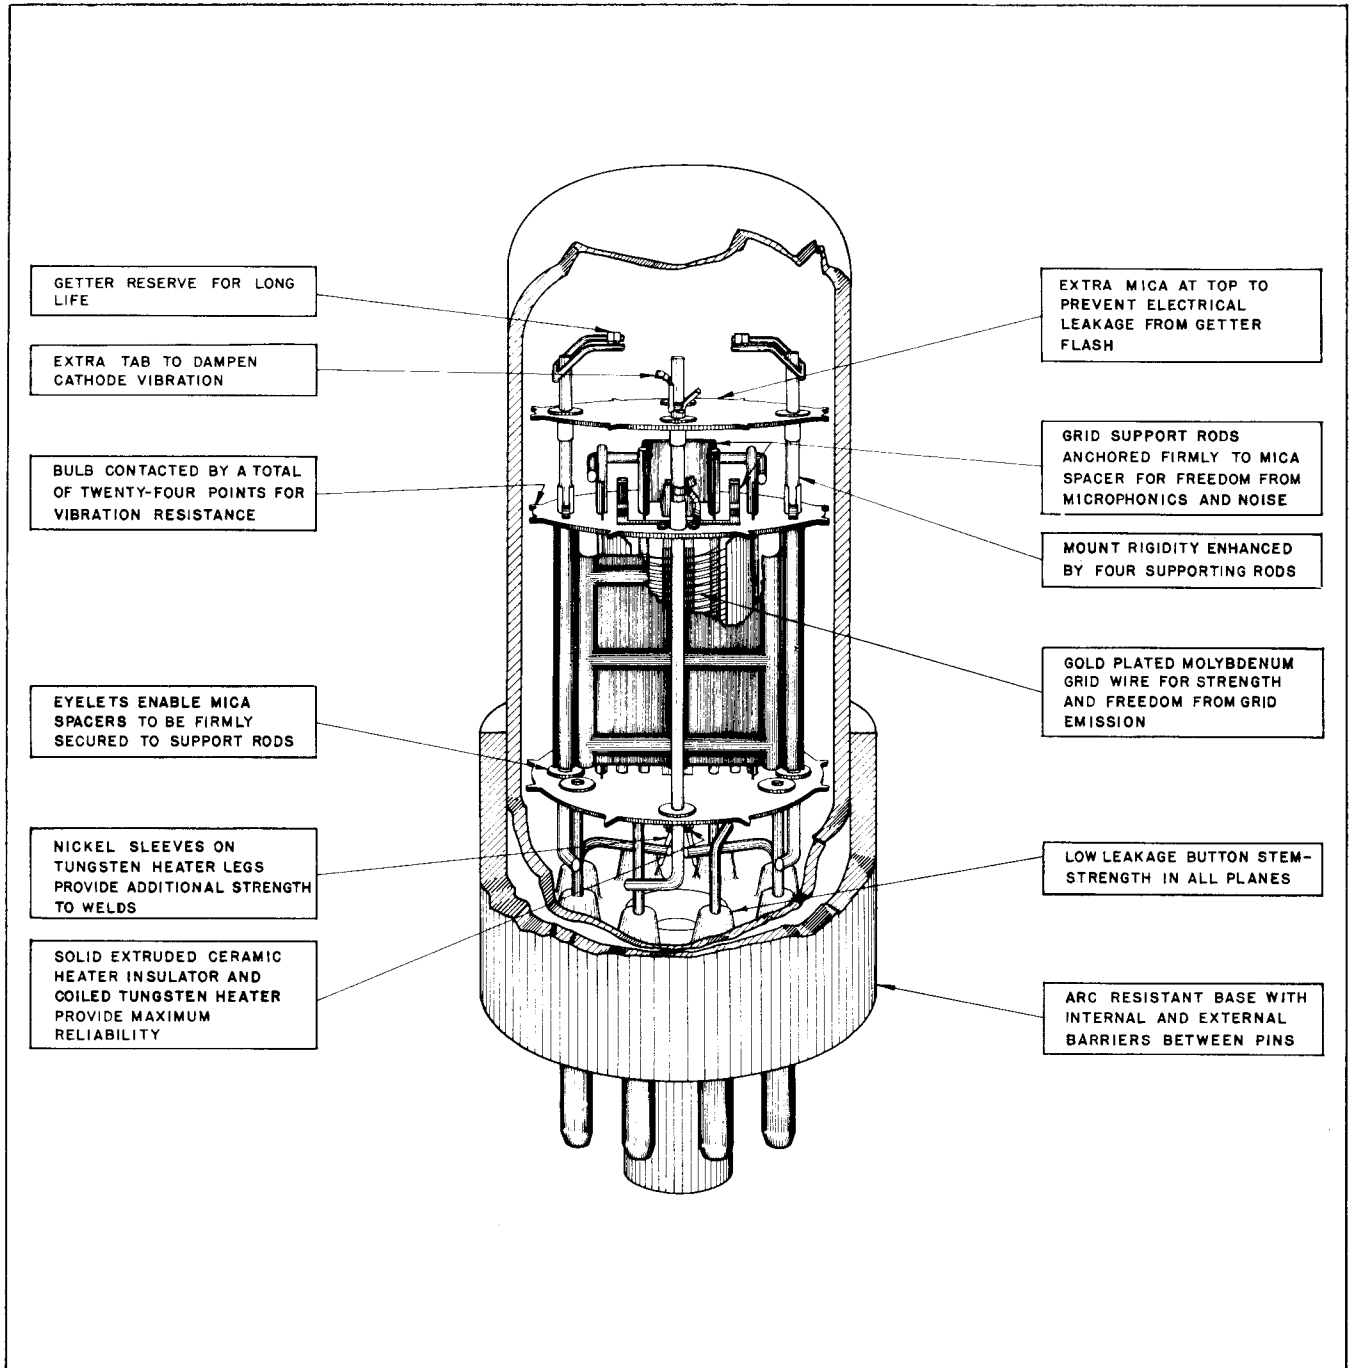 GETTER RESERVE FOR LONG
LIFE
EXTRA TAB TO DAMPEN
CATHODE VIBRATION
BULB CONTACTED BY A TOTAL
OF TWENTY-FOUR POINTS FOR
VIBRATION RESISTANCE
EYELETS ENABLE MICA
SPACERS TO BE FIRMLY
SECURED TO SUPPORT RODS
NICKEL SLEEVES ON
TUNGSTEN HEATER LEGS
PROVIDE ADDITIONAL STRENGTH
TO WELDS
SOLID EXTRUDED CERAMIC
HEATER INSULATOR AND
COILED TUNGSTEN HEATER
PROVIDE MAXIMUM
RELIABILITY
EXTRA MICA AT TOP TO
PREVENT ELECTRICAL
LEAKAGE FROM GETTER
FLASH
GRID SUPPORT RODS
ANCHORED FIRMLY TO MICA
SPACER FOR FREEDOM FROM
MICROPHONICS AND NOISE
MOUNT RIGIDITY ENHANCED
BY FOUR SUPPORTING RODS
GOLD PLATED MOLYBDENUM
GRID WIRE FOR STRENGTH
AND FREEDOM FROM GRID
EMISSION
LOW LEAKAGE BUTTON STEM-
STRENGTH IN ALL PLANES
ARC RESISTANT BASE WITH
INTERNAL AND EXTERNAL
BARRIERS BETWEEN PINS